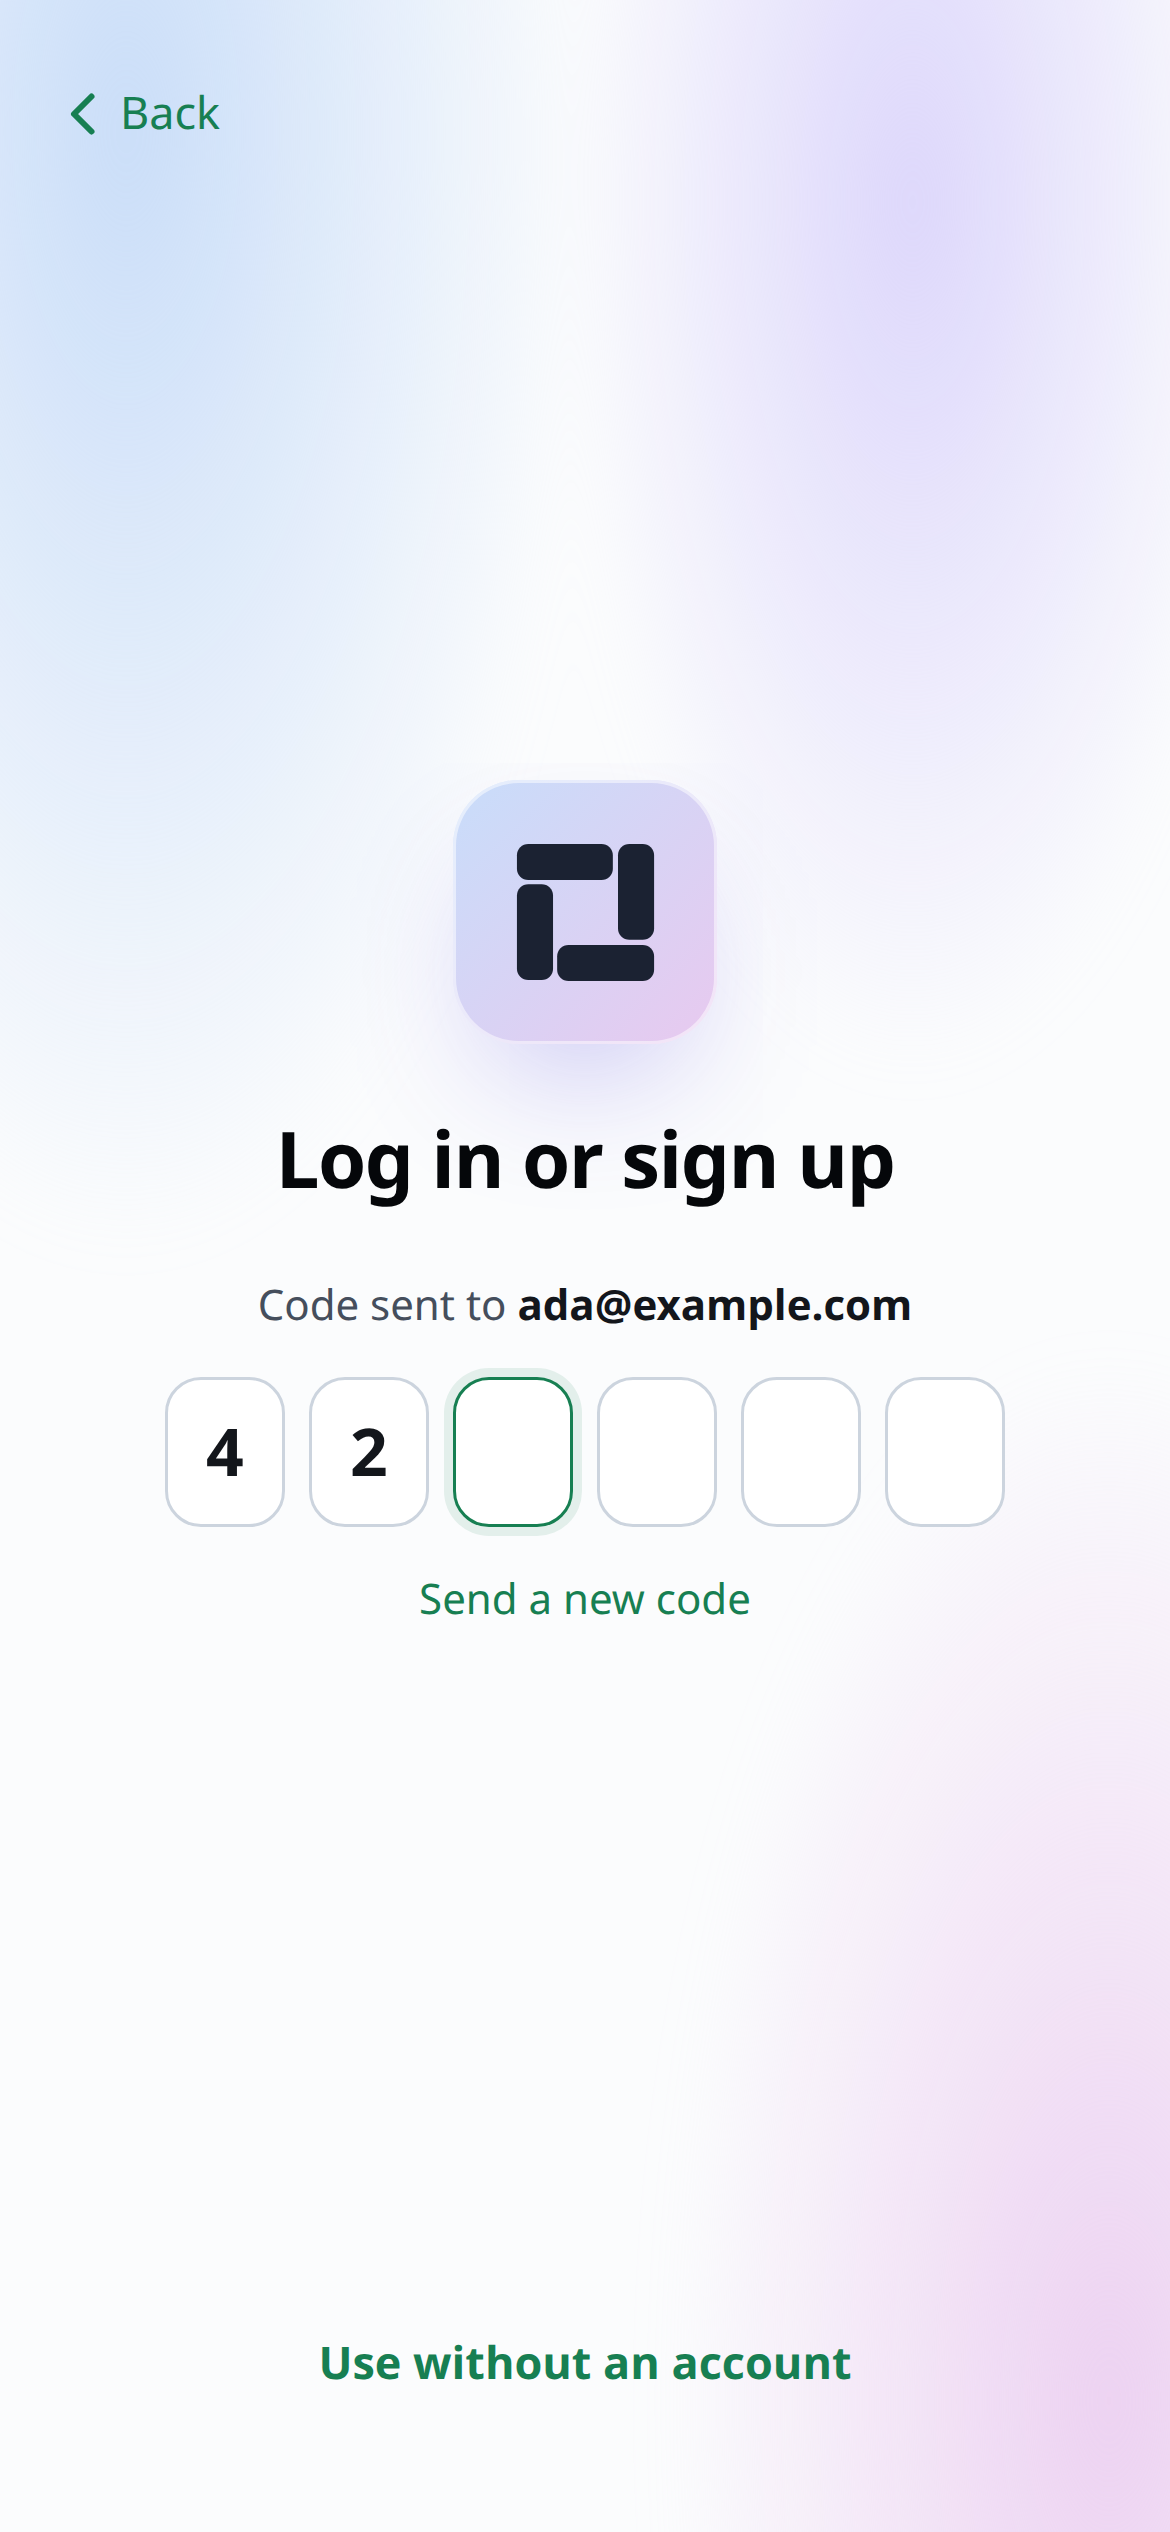 Back
Log in or sign up
Code sent to ada@example.com
4 2
Send a new code
Use without an account